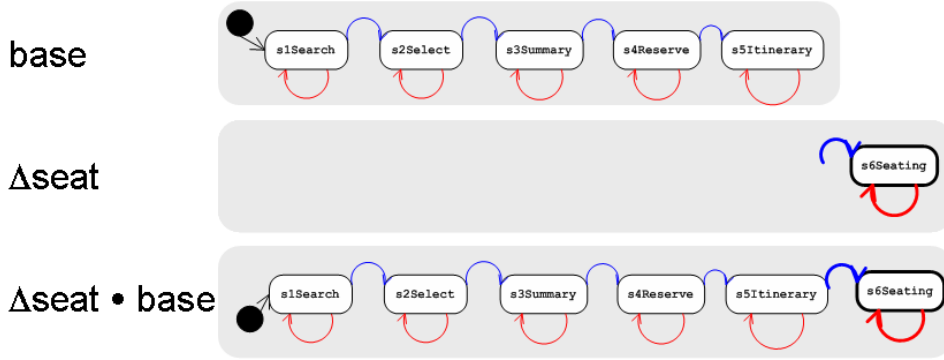 base
s1Search s2Select s3Summary s4Reserve s5Itinerary
Δseat
s6Seating
Δseat • base
s1Search s2Select s3Summary s4Reserve s5Itinerary s6Seating